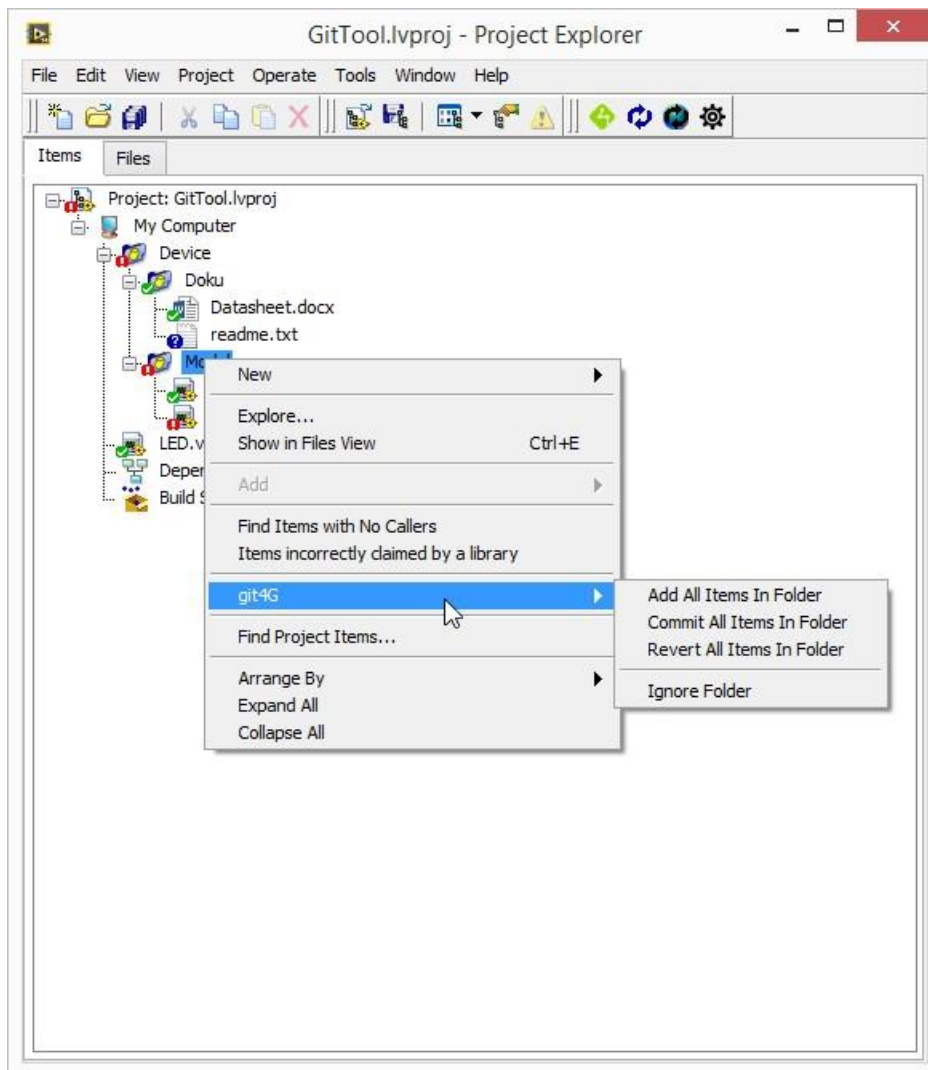 GitTool.lvproj - Project Explorer
File Edit View Project Operate Tools Window Help
Items Files
Project: GitTool.lvproj
My Computer
Device
Doku
Datasheet.docx
readme.txt
New
Explore...
Show in Files View Ctrl+E
LED.v
Add
Build S
Find Items with No Callers
Items incorrectly claimed by a library
git4G
Add All Items In Folder
Commit All Items In Folder
Revert All Items In Folder
Ignore Folder
Find Project Items...
Arrange By
Expand All
Collapse All